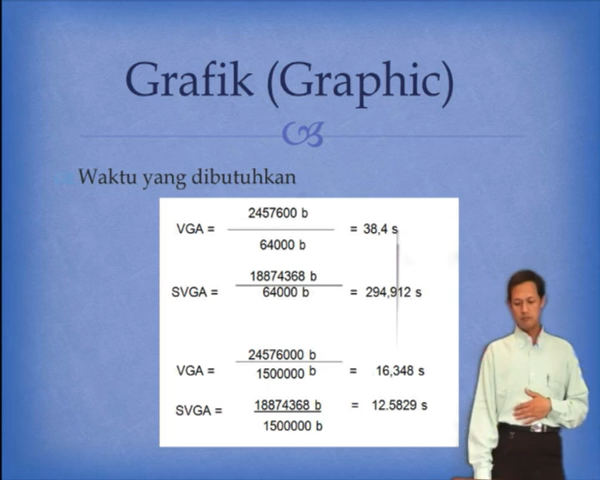 Grafik (Graphic)
Waktu yang dibutuhkan
2457600 b
VGA = = 38,4 s
64000 b
18874368 b
SVGA = = 294,912 s
64000 b
24576000 b
VGA = = 16,348 s
1500000 b
18874368 b
SVGA = = 12.5829 s
1500000 b